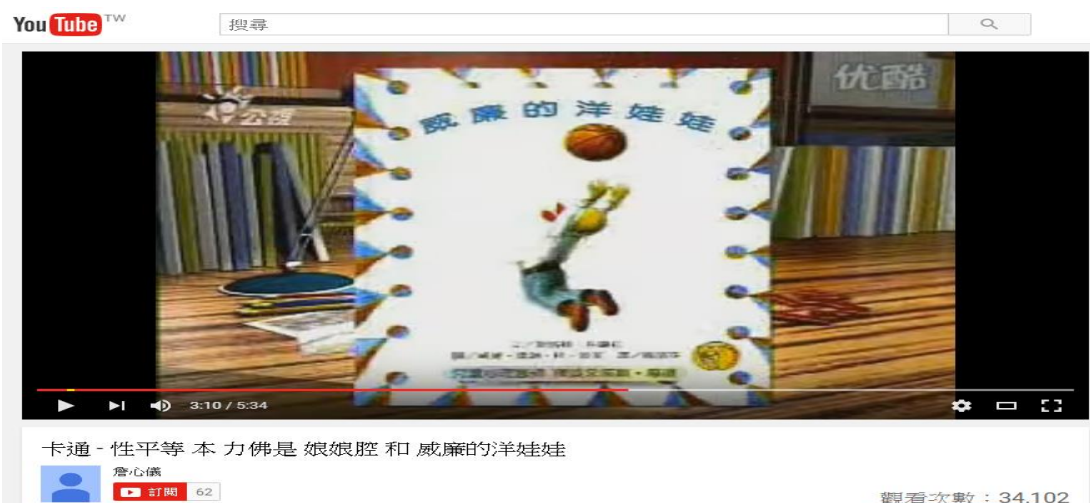 You Tube TW
搜尋
公視
优酷
威廉的洋娃娃
3:10 / 5:34
卡通 - 性平等 本 力佛是 娘娘腔 和 威廉的洋娃娃
詹心儀
訂閱 62
觀看次數：34,102